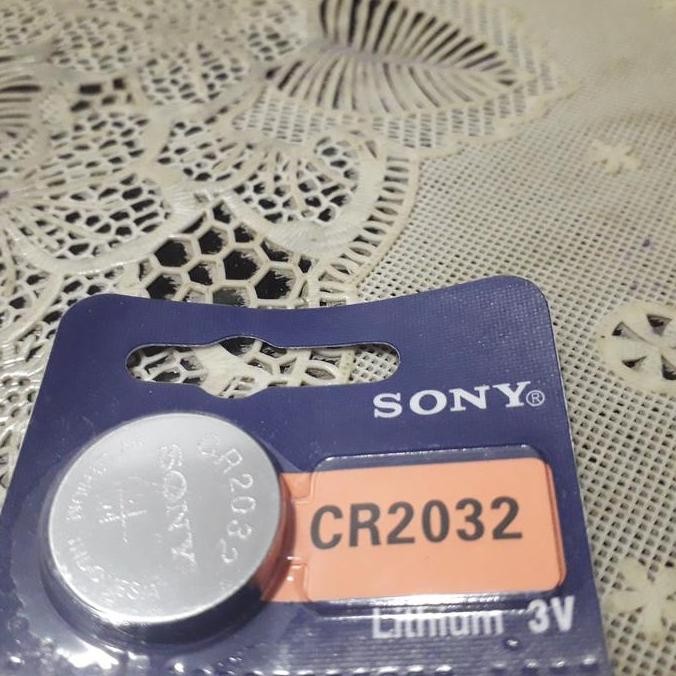 SONY®
CR2032
Lithium 3V
CR2032
SONY
+